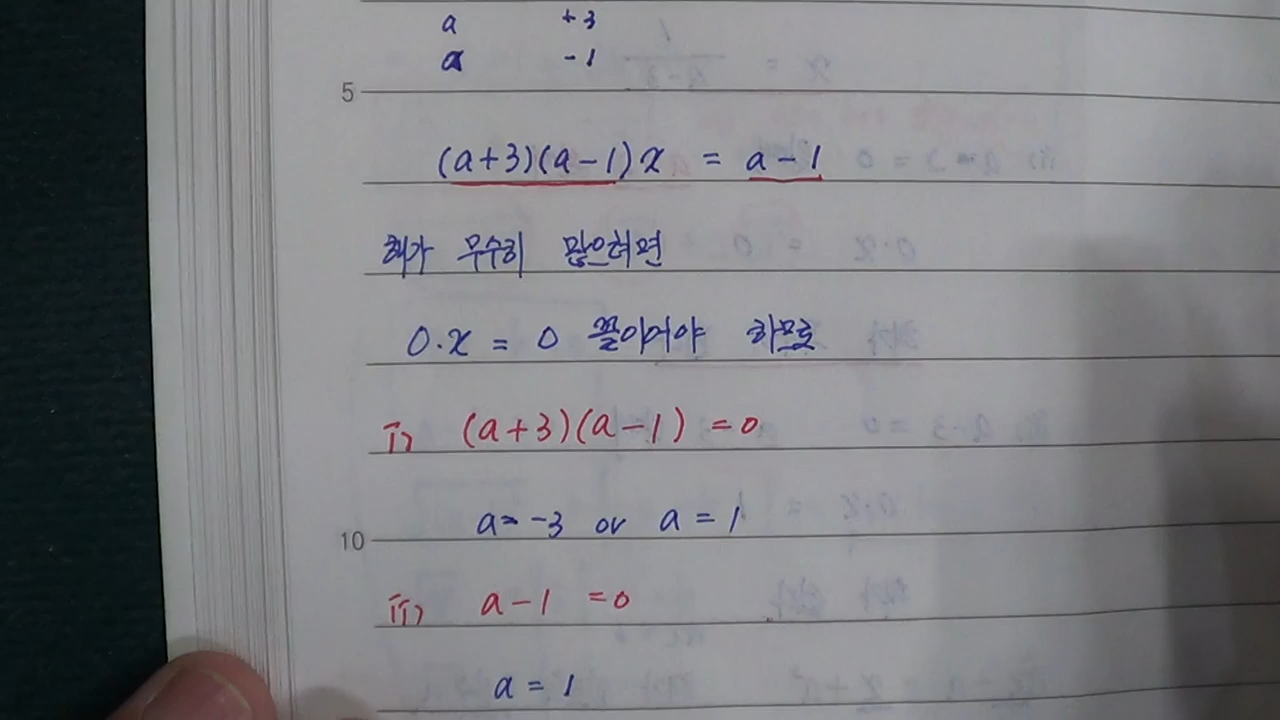 a +3
a -1
5
(a+3)(a-1)x = a-1
해가 무수히 많으려면
0·x = 0 꼴이어야 하므로
i) (a+3)(a-1) =0
a= -3 or a = 1
10
ii) a-1 =0
a = 1